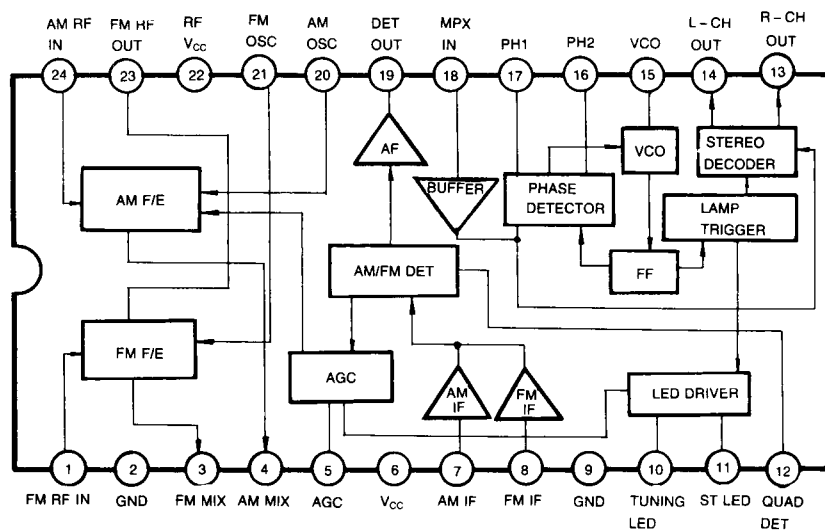 AM RF IN
FM RF OUT
RF VCC
FM OSC
AM OSC
DET OUT
MPX IN
PH1
PH2
VCO
L-CH OUT
R-CH OUT
24
23
22
21
20
19
18
17
16
15
14
13
AF
VCO
STEREO DECODER
BUFFER
PHASE DETECTOR
AM F/E
LAMP TRIGGER
AM/FM DET
FF
FM F/E
AGC
AM IF
FM IF
LED DRIVER
1
2
3
4
5
6
7
8
9
10
11
12
FM RF IN
GND
FM MIX
AM MIX
AGC
VCC
AM IF
FM IF
GND
TUNING LED
ST LED
QUAD DET